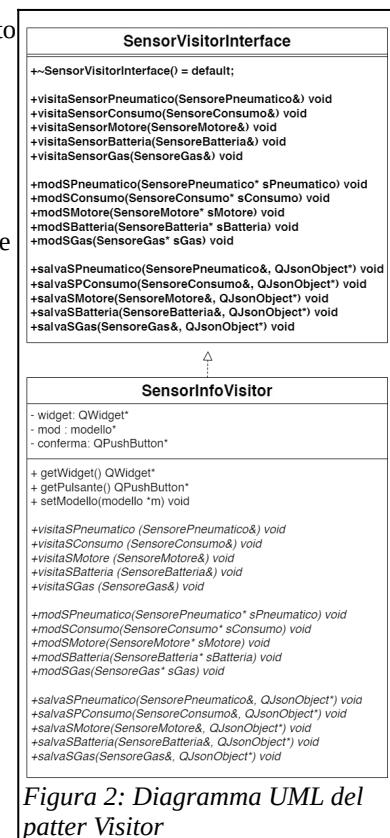 to
e
SensorVisitorInterface
+~SensorVisitorInterface() = default;
+visitaSensorPneumatico(SensorePneumatico&) void
+visitaSensorConsumo(SensoreConsumo&) void
+visitaSensorMotore(SensoreMotore&) void
+visitaSensorBatteria(SensoreBatteria&) void
+visitaSensorGas(SensoreGas&) void
+modSPneumatico(SensorePneumatico* sPneumatico) void
+modSConsumo(SensoreConsumo* sConsumo) void
+modSMotore(SensoreMotore* sMotore) void
+modSBatteria(SensoreBatteria* sBatteria) void
+modSGas(SensoreGas* sGas) void
+salvaSPneumatico(SensorePneumatico&, QJsonObject*) void
+salvaSPConsumo(SensoreConsumo&, QJsonObject*) void
+salvaSMotore(SensoreMotore&, QJsonObject*) void
+salvaSBatteria(SensoreBatteria&, QJsonObject*) void
+salvaSGas(SensoreGas&, QJsonObject*) void
SensorInfoVisitor
- widget: QWidget*
- mod : modello*
- conferma: QPushButton*
+ getWidget() QWidget*
+ getPulsante() QPushButton*
+ setModello(modello *m) void
+visitaSPneumatico (SensorePneumatico&) void
+visitaSConsumo (SensoreConsumo&) void
+visitaSMotore (SensoreMotore&) void
+visitaSBatteria (SensoreBatteria&) void
+visitaSGas (SensoreGas&) void
+modSPneumatico(SensorePneumatico* sPneumatico) void
+modSConsumo(SensoreConsumo* sConsumo) void
+modSMotore(SensoreMotore* sMotore) void
+modSBatteria(SensoreBatteria* sBatteria) void
+modSGas(SensoreGas* sGas) void
+salvaSPneumatico(SensorePneumatico&, QJsonObject*) void
+salvaSPConsumo(SensoreConsumo&, QJsonObject*) void
+salvaSMotore(SensoreMotore&, QJsonObject*) void
+salvaSBatteria(SensoreBatteria&, QJsonObject*) void
+salvaSGas(SensoreGas&, QJsonObject*) void
Figura 2: Diagramma UML del
patter Visitor